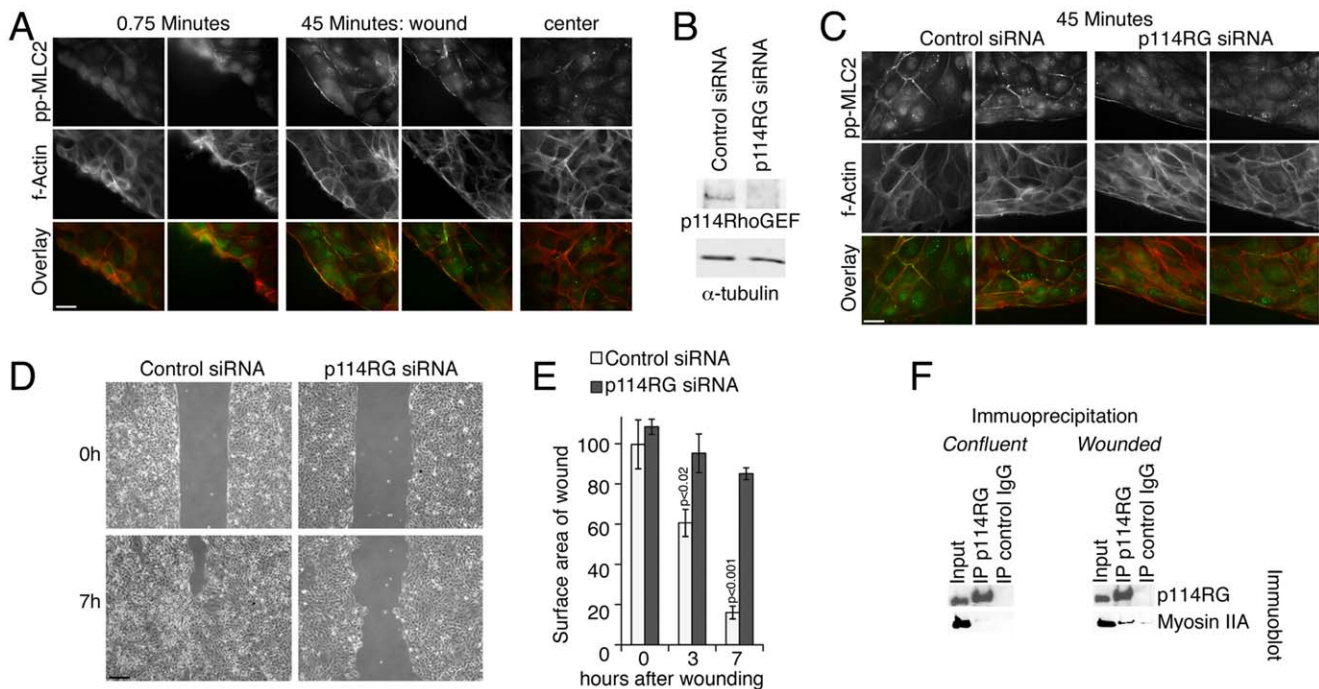 A
0.75 Minutes
45 Minutes: wound
center
pp-MLC2
f-Actin
Overlay
B
Control siRNA
p114RG siRNA
p114RhoGEF
α-tubulin
C
45 Minutes
Control siRNA
p114RG siRNA
pp-MLC2
f-Actin
Overlay
D
Control siRNA
p114RG siRNA
0h
7h
E
Control siRNA
p114RG siRNA
Surface area of wound
100
80
60
40
20
0
p<0.02
p<0.001
0 3 7
hours after wounding
F
Immuoprecipitation
Confluent
Wounded
Input
IP p114RG
IP control IgG
Input
IP p114RG
IP control IgG
p114RG
Myosin IIA
Immuoblot